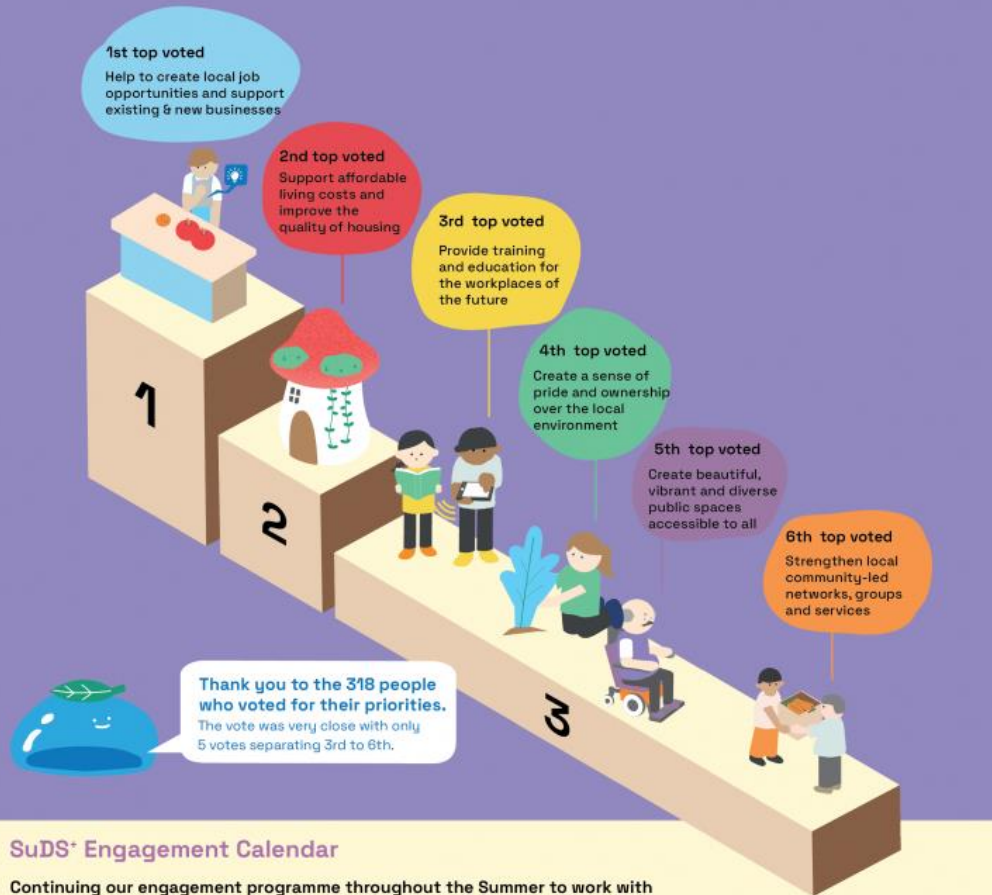 1st top voted
Help to create local job
opportunities and support
existing & new businesses
2nd top voted
Support affordable
living costs and
improve the
quality of housing
3rd top voted
Provide training
and education for
the workplaces of
the future
4th top voted
Create a sense of
pride and ownership
over the local
environment
5th top voted
Create beautiful,
vibrant and diverse
public spaces
accessible to all
6th top voted
Strengthen local
community-led
networks, groups
and services
1
2
3
Thank you to the 318 people
who voted for their priorities.
The vote was very close with only
5 votes separating 3rd to 6th.
SuDS⁺ Engagement Calendar
Continuing our engagement programme throughout the Summer to work with